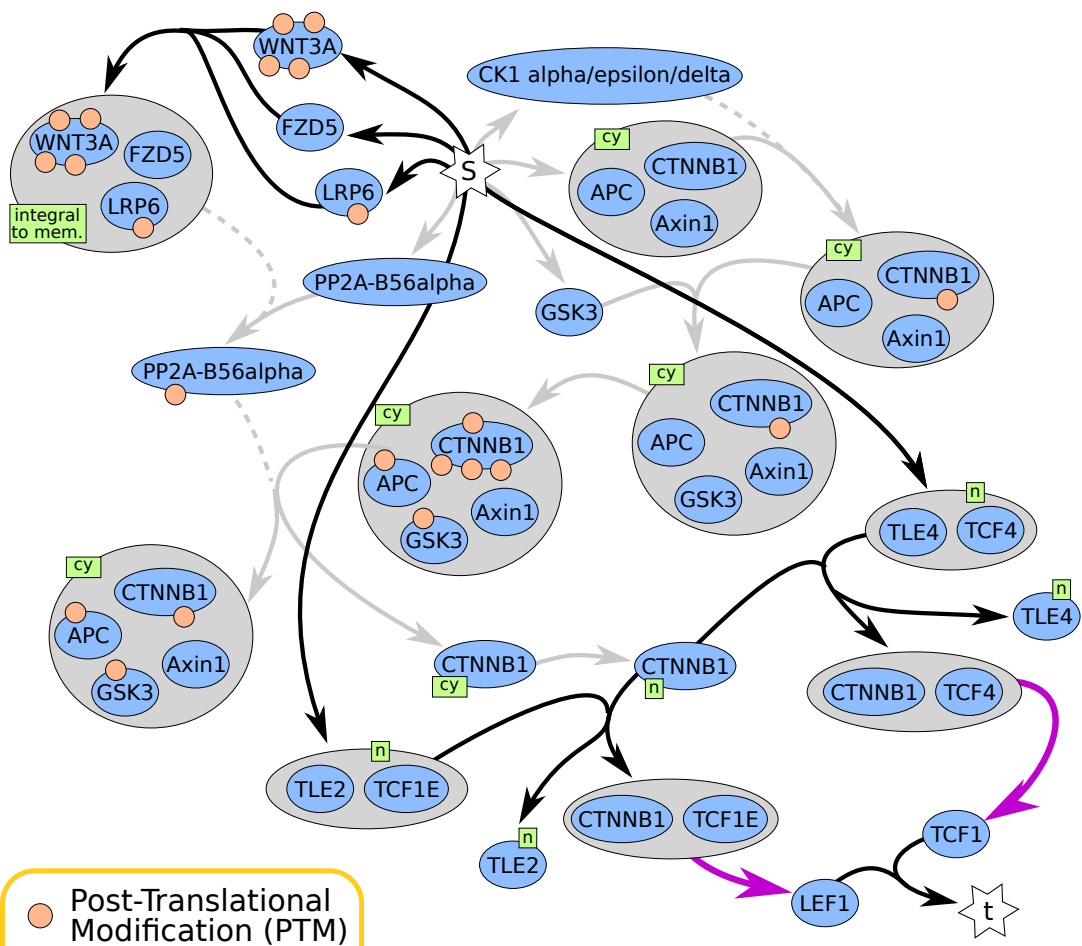 WNT3A
CK1 alpha/epsilon/delta
FZD5
cy
WNT3A
FZD5
S
CTNNB1
APC
LRP6
LRP6
integral
to mem.
Axin1
cy
CTNNB1
PP2A-B56alpha
GSK3
APC
Axin1
PP2A-B56alpha
cy
CTNNB1
cy
APC
CTNNB1
Axin1
APC
GSK3
Axin1
GSK3
n
TLE4
TCF4
cy
CTNNB1
n
TLE4
APC
Axin1
CTNNB1
cy
CTNNB1
n
GSK3
CTNNB1
TCF4
n
TLE2
TCF1E
CTNNB1
TCF1E
n
TLE2
TCF1
LEF1
t
Post-Translational
Modification (PTM)